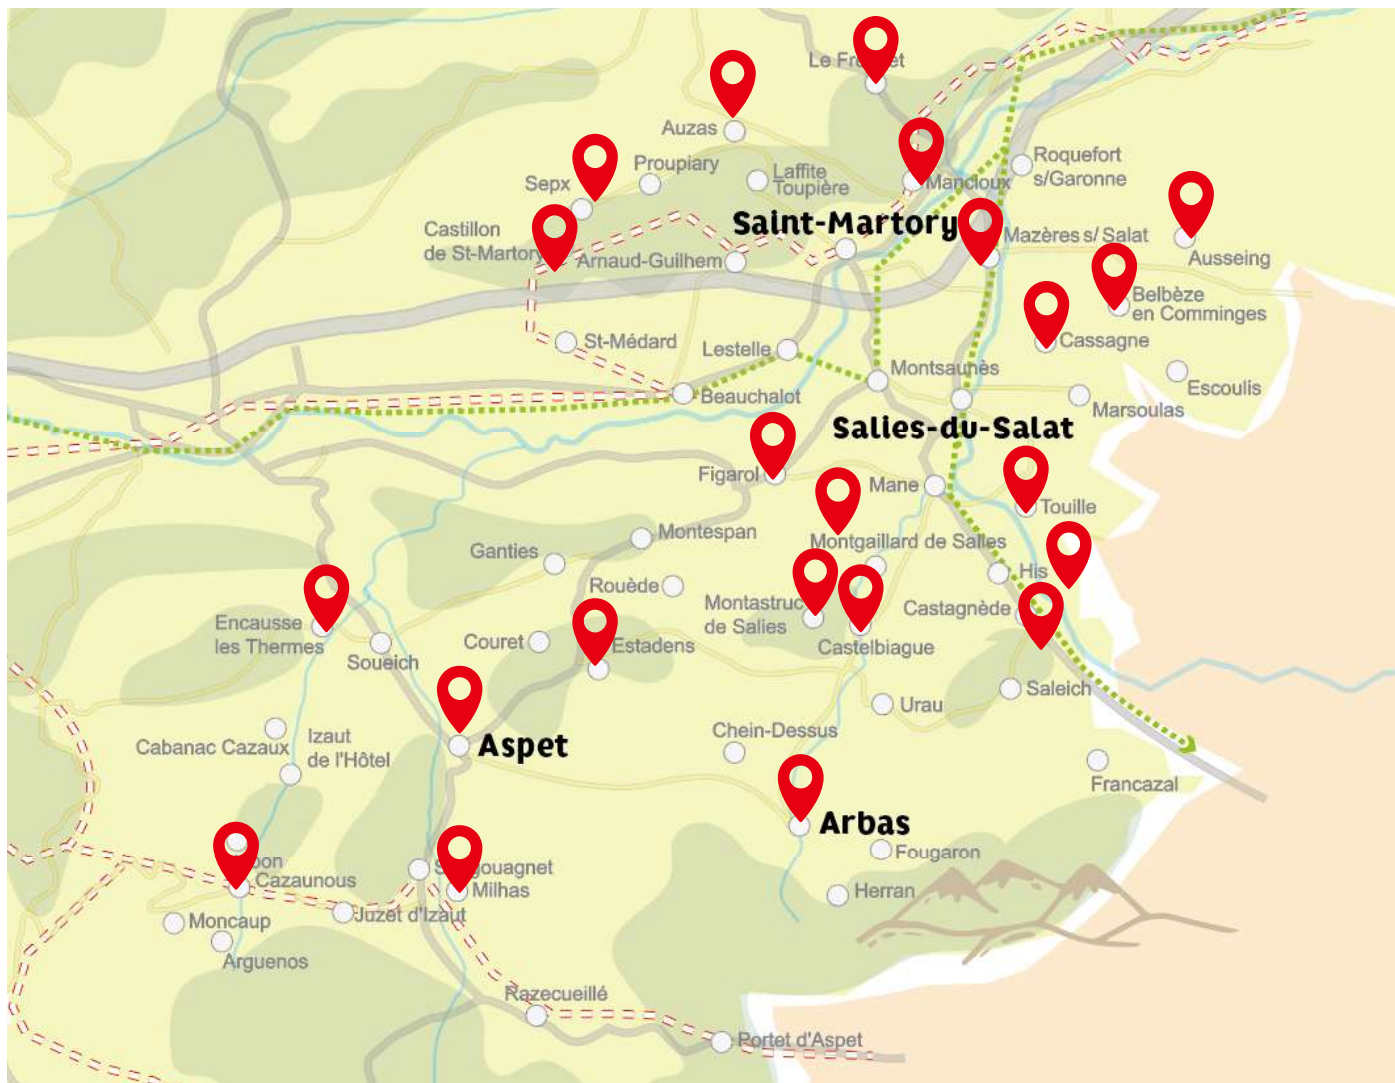 Auzas
Proupiary
Laffite
Toupière
Sepx
Roquefort
s/Garonne
Mancioux
Castillon
de St-Martory
Saint-Martory
Mazères s/ Salat
Arnaud-Guilhem
Ausseing
Belbèze
en Comminges
Cassagne
St-Médard
Lestelle
Montsaunès
Escoulis
Beauchalot
Marsoulas
Salies-du-Salat
Figarol
Mane
Touille
Montespan
Ganties
Montgaillard de Salles
His
Rouède
Montastruc
de Salies
Castagnède
Encausse
les Thermes
Soueich
Couret
Estadens
Castelbiague
Saleich
Urau
Cabanac Cazaux
Izaut
de l'Hôtel
Aspet
Chein-Dessus
Francazal
Arbas
Fougaron
Herran
Cazaunous
Milhas
Moncaup
Juzet d'Izaut
Arguenos
Razecueillé
Portet d'Aspet